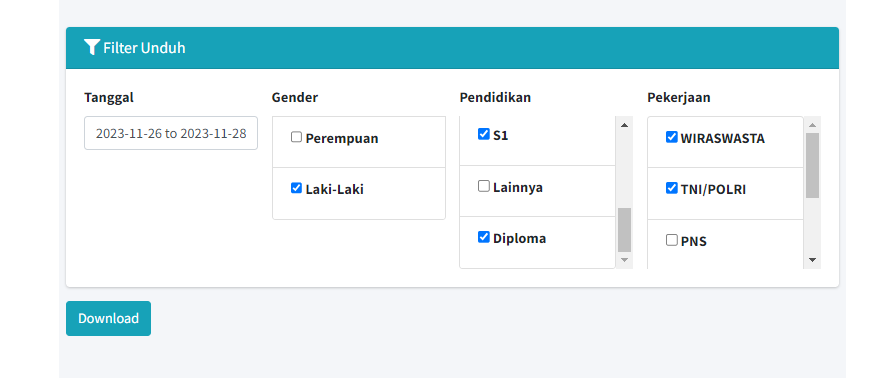 Filter Unduh
Tanggal
2023-11-26 to 2023-11-28
Gender
Perempuan
Laki-Laki
Pendidikan
S1
Lainnya
Diploma
Pekerjaan
WIRASWASTA
TNI/POLRI
PNS
Download